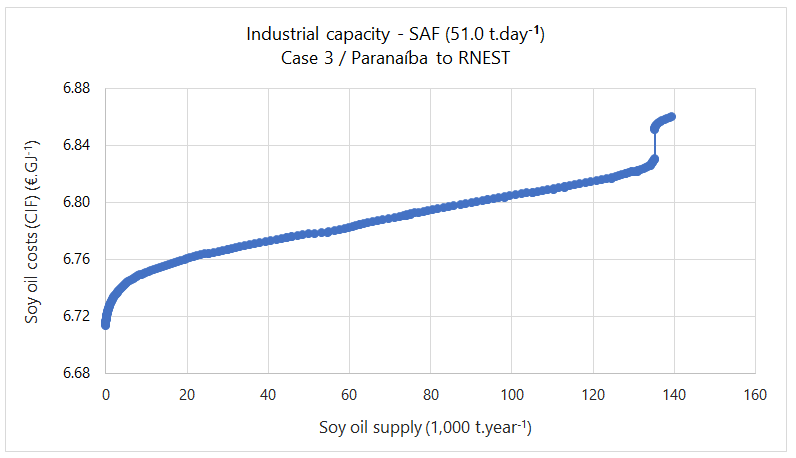 Industrial capacity - SAF (51.0 t.day⁻¹)
Case 3 / Paranaíba to RNEST
Soy oil costs (CIF) (€.GJ⁻¹)
6.88
6.84
6.80
6.76
6.72
6.68
0 20 40 60 80 100 120 140 160
Soy oil supply (1,000 t.year⁻¹)